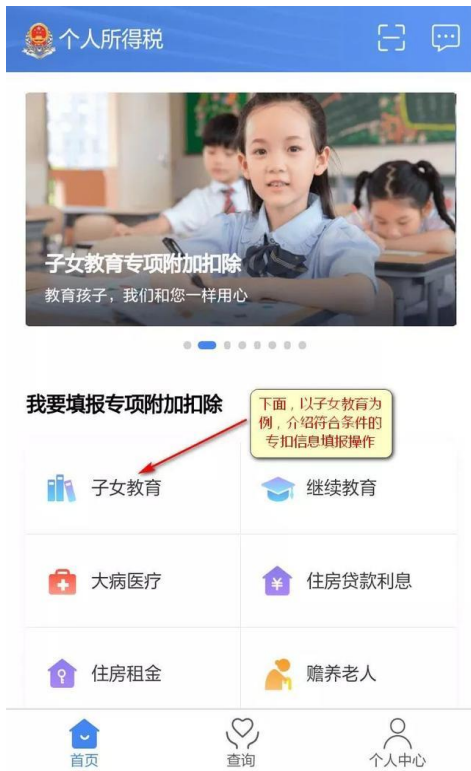 个人所得税
子女教育专项附加扣除
教育孩子，我们和您一样用心
我要填报专项附加扣除
下面，以子女教育为
例，介绍符合条件的
专扣信息填报操作
子女教育
继续教育
大病医疗
住房贷款利息
住房租金
赡养老人
首页
查询
个人中心